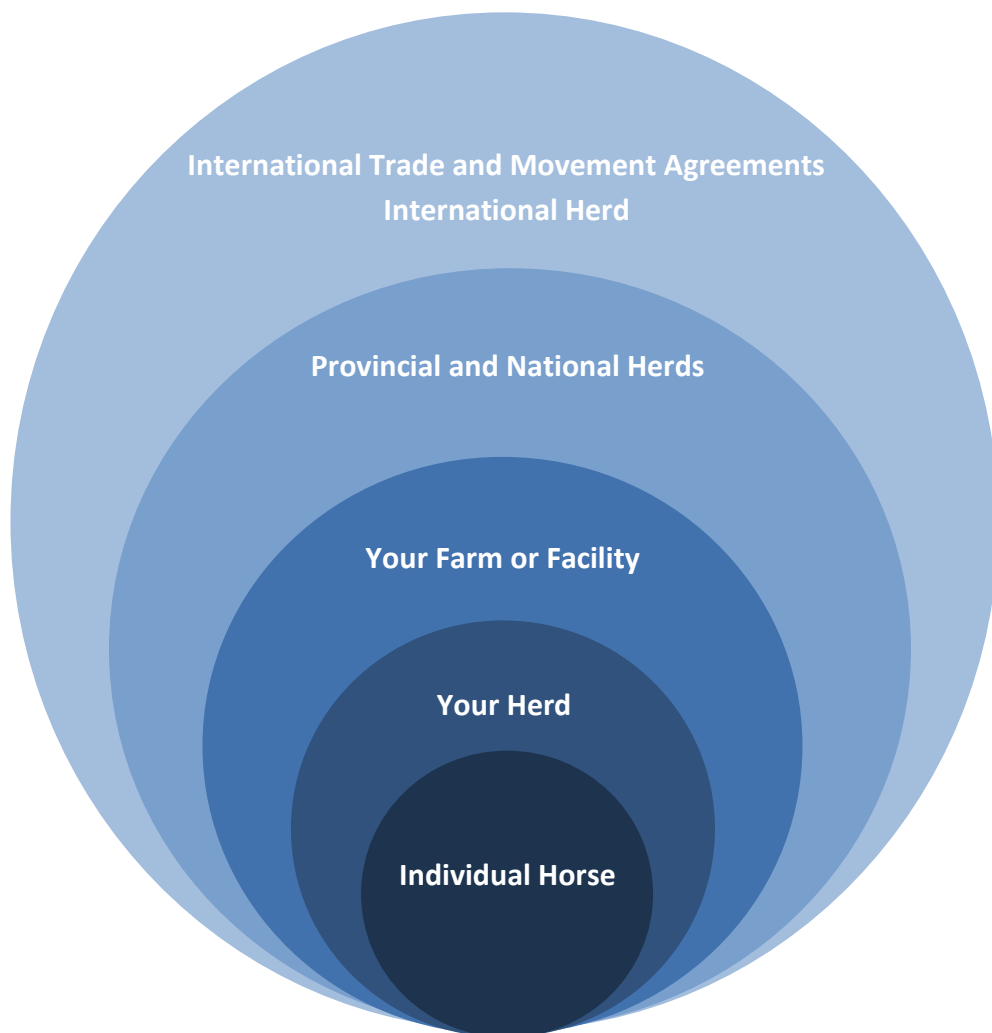 International Trade and Movement Agreements
International Herd
Provincial and National Herds
Your Farm or Facility
Your Herd
Individual Horse